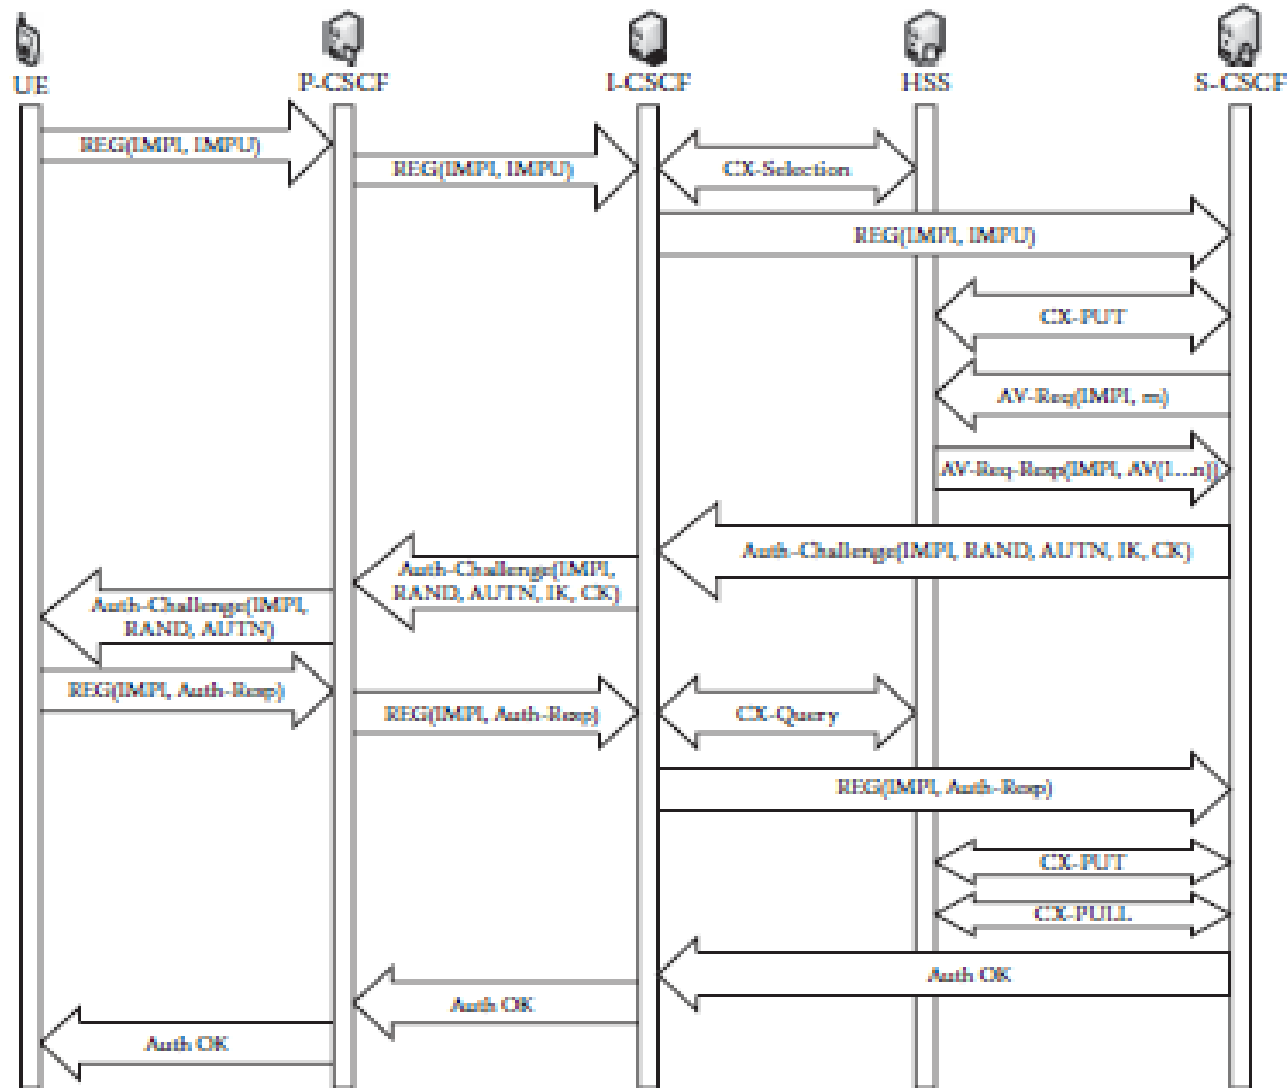 UE
P-CSCF
I-CSCF
HSS
S-CSCF
REG(IMPI, IMPU)
REG(IMPI, IMPU)
CX-Selection
REG(IMPI, IMPU)
CX-PUT
AV-Req(IMPI, m)
AV-Req-Resp(IMPI, AV(1...n))
Auth-Challenge(IMPI, RAND, AUTN, IK, CK)
Auth-Challenge(IMPI,
RAND, AUTN, IK, CK)
Auth-Challenge(IMPI,
RAND, AUTN)
REG(IMPI, Auth-Resp)
REG(IMPI, Auth-Resp)
CX-Query
REG(IMPI, Auth-Resp)
CX-PUT
CX-PULL
Auth OK
Auth OK
Auth OK